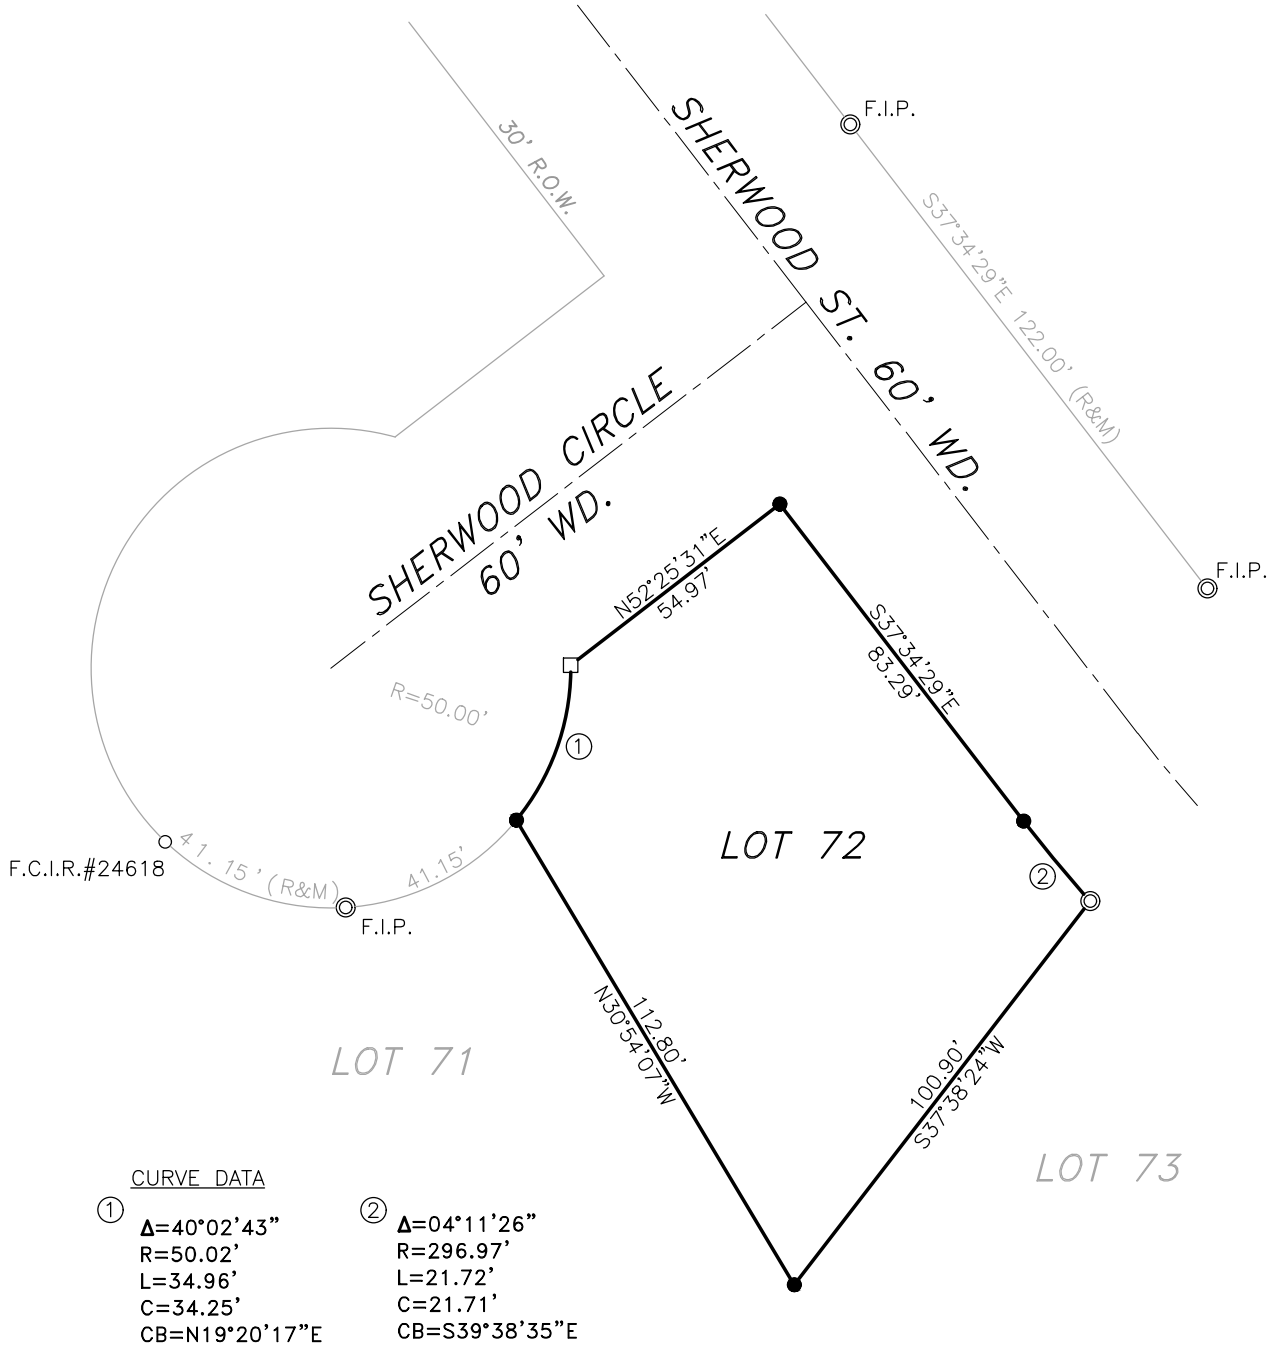 F.I.P.
30' R.O.W.
SHERWOOD ST. 60' WD.
S37°34'29"E 122.00' (R&M)
SHERWOOD CIRCLE
60' WD.
F.I.P.
N52°25'31"E
54.97'
S37°34'29"E
83.29'
R=50.00'
1
LOT 72
2
F.C.I.R.#24618
41.15' (R&M)
41.15'
F.I.P.
112.80'
N30°54'07"W
100.90'
S37°38'24"W
LOT 71
LOT 73
CURVE DATA
1
Δ=40°02'43"
R=50.02'
L=34.96'
C=34.25'
CB=N19°20'17"E
2
Δ=04°11'26"
R=296.97'
L=21.72'
C=21.71'
CB=S39°38'35"E